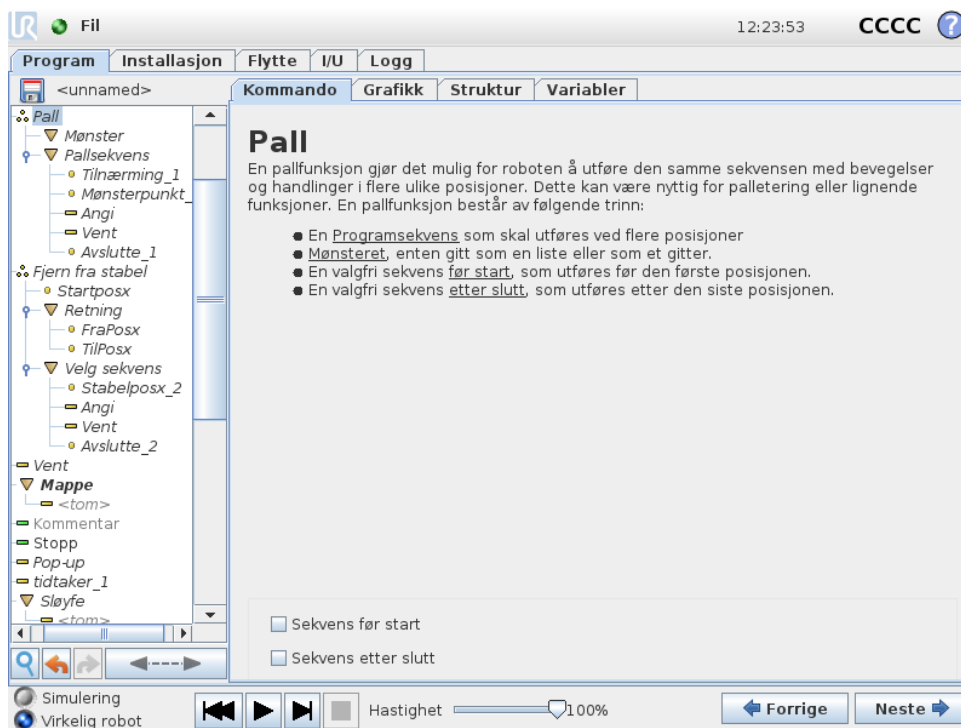 UR Fil 12:23:53 CCCC ?
Program Installasjon Flytte I/U Logg
<unnamed>
Kommando Grafikk Struktur Variabler
Pall
Mønster
Pallsekvens
Tilnærming_1
Mønsterpunkt_
Angi
Vent
Avslutte_1
Fjern fra stabel
Startposx
Retning
FraPosx
TilPosx
Velg sekvens
Stabelposx_2
Angi
Vent
Avslutte_2
Vent
Mappe
<tom>
Kommentar
Stopp
Pop-up
tidtaker_1
Sløyfe
<tom>
Pall
En pallfunksjon gjør det mulig for roboten å utføre den samme sekvensen med bevegelser
og handlinger i flere ulike posisjoner. Dette kan være nyttig for palletering eller lignende
funksjoner. En pallfunksjon består av følgende trinn:
● En Programsekvens som skal utføres ved flere posisjoner
● Mønsteret, enten gitt som en liste eller som et gitter.
● En valgfri sekvens før start, som utføres før den første posisjonen.
● En valgfri sekvens etter slutt, som utføres etter den siste posisjonen.
Sekvens før start
Sekvens etter slutt
Simulering
Virkelig robot
Hastighet 100%
Forrige Neste